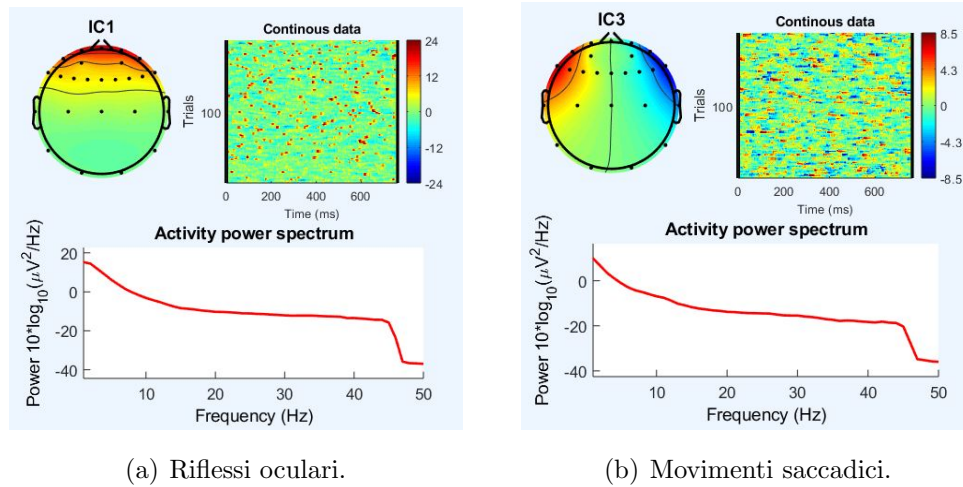 IC1
Continous data
24
12
0
-12
-24
Trials
100
0 200 400 600
Time (ms)
Activity power spectrum
Power 10*log10(μV²/Hz)
20
0
-20
-40
10 20 30 40 50
Frequency (Hz)
(a) Riflessi oculari.
IC3
Continous data
8.5
4.3
0
-4.3
-8.5
Trials
100
0 200 400 600
Time (ms)
Activity power spectrum
Power 10*log10(μV²/Hz)
0
-20
-40
10 20 30 40 50
Frequency (Hz)
(b) Movimenti saccadici.